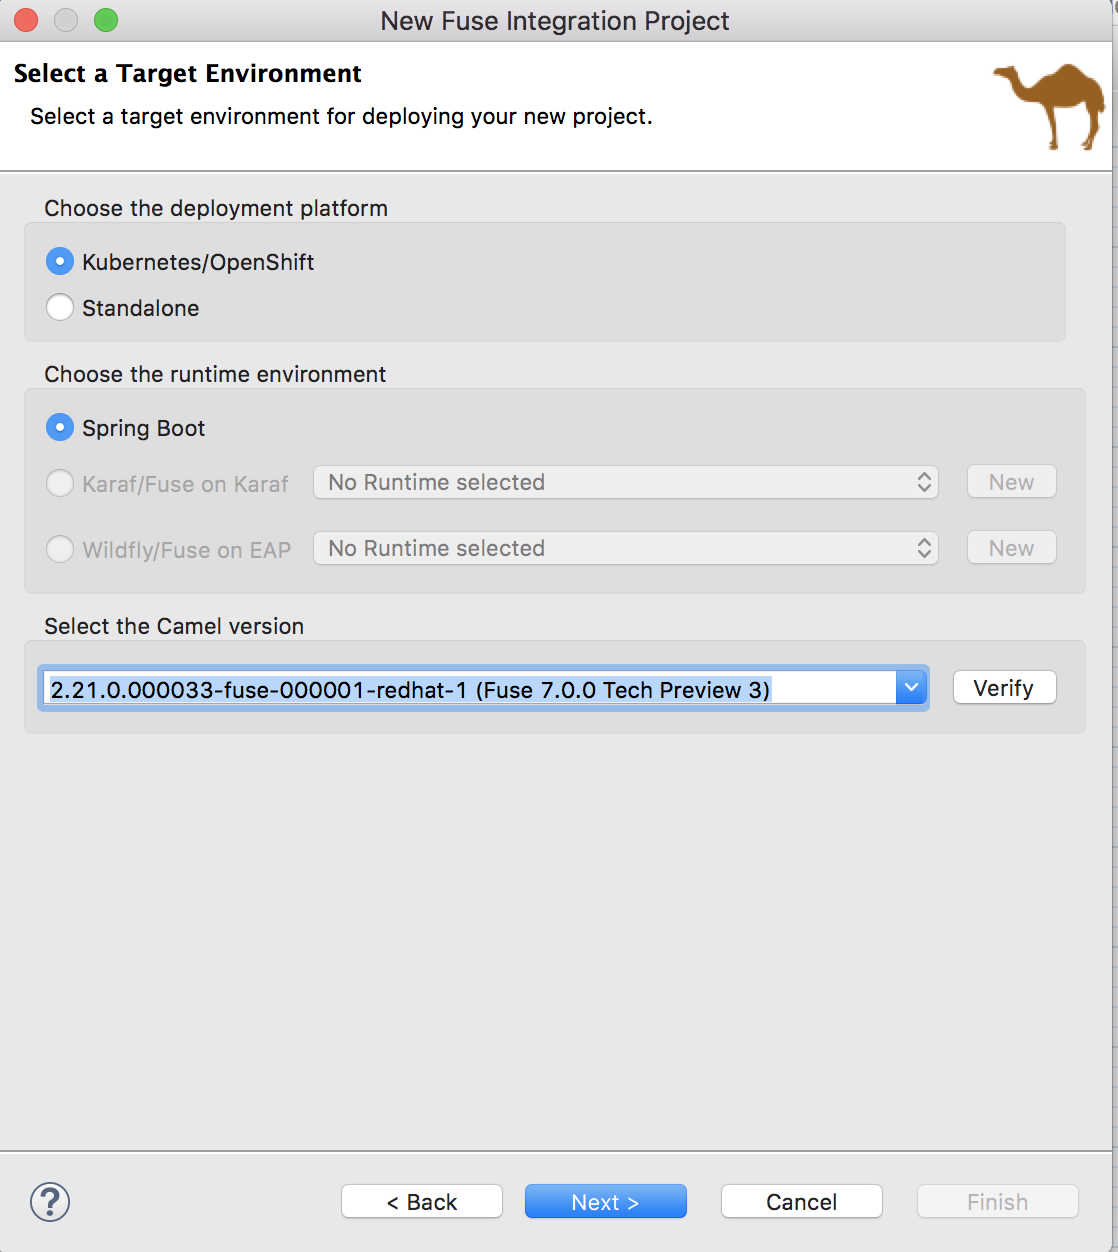 New Fuse Integration Project
Select a Target Environment
Select a target environment for deploying your new project.
Choose the deployment platform
Kubernetes/OpenShift
Standalone
Choose the runtime environment
Spring Boot
Karaf/Fuse on Karaf No Runtime selected New
Wildfly/Fuse on EAP No Runtime selected New
Select the Camel version
2.21.0.000033-fuse-000001-redhat-1 (Fuse 7.0.0 Tech Preview 3) Verify
? < Back Next > Cancel Finish